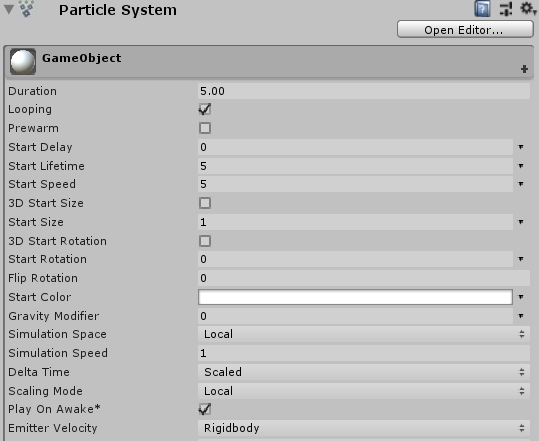 Particle System
Open Editor...
GameObject
Duration 5.00
Looping
Prewarm
Start Delay 0
Start Lifetime 5
Start Speed 5
3D Start Size
Start Size 1
3D Start Rotation
Start Rotation 0
Flip Rotation 0
Start Color
Gravity Modifier 0
Simulation Space Local
Simulation Speed 1
Delta Time Scaled
Scaling Mode Local
Play On Awake*
Emitter Velocity Rigidbody